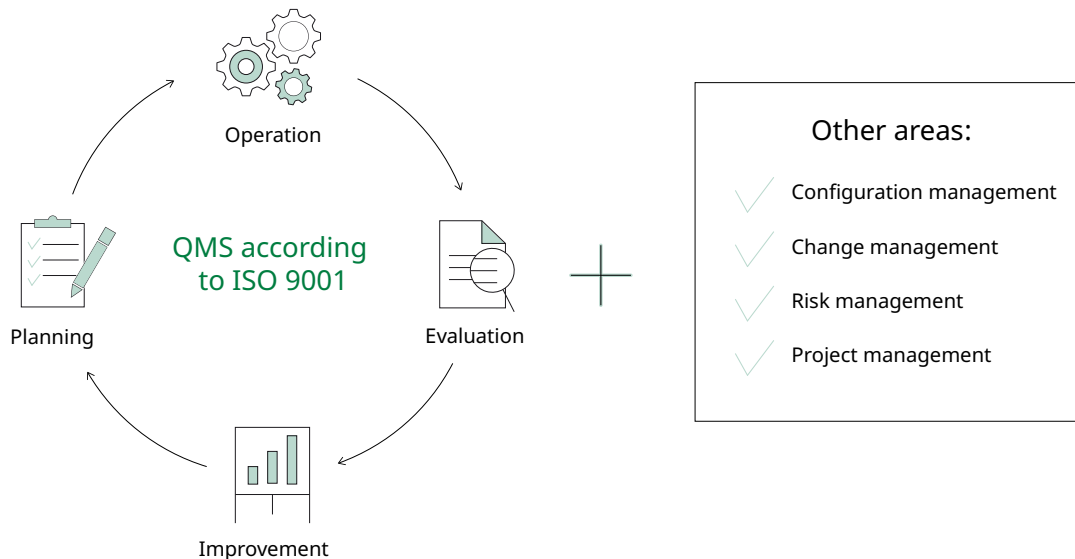 Operation
QMS according
to ISO 9001
Planning
Evaluation
Improvement
Other areas:
Configuration management
Change management
Risk management
Project management